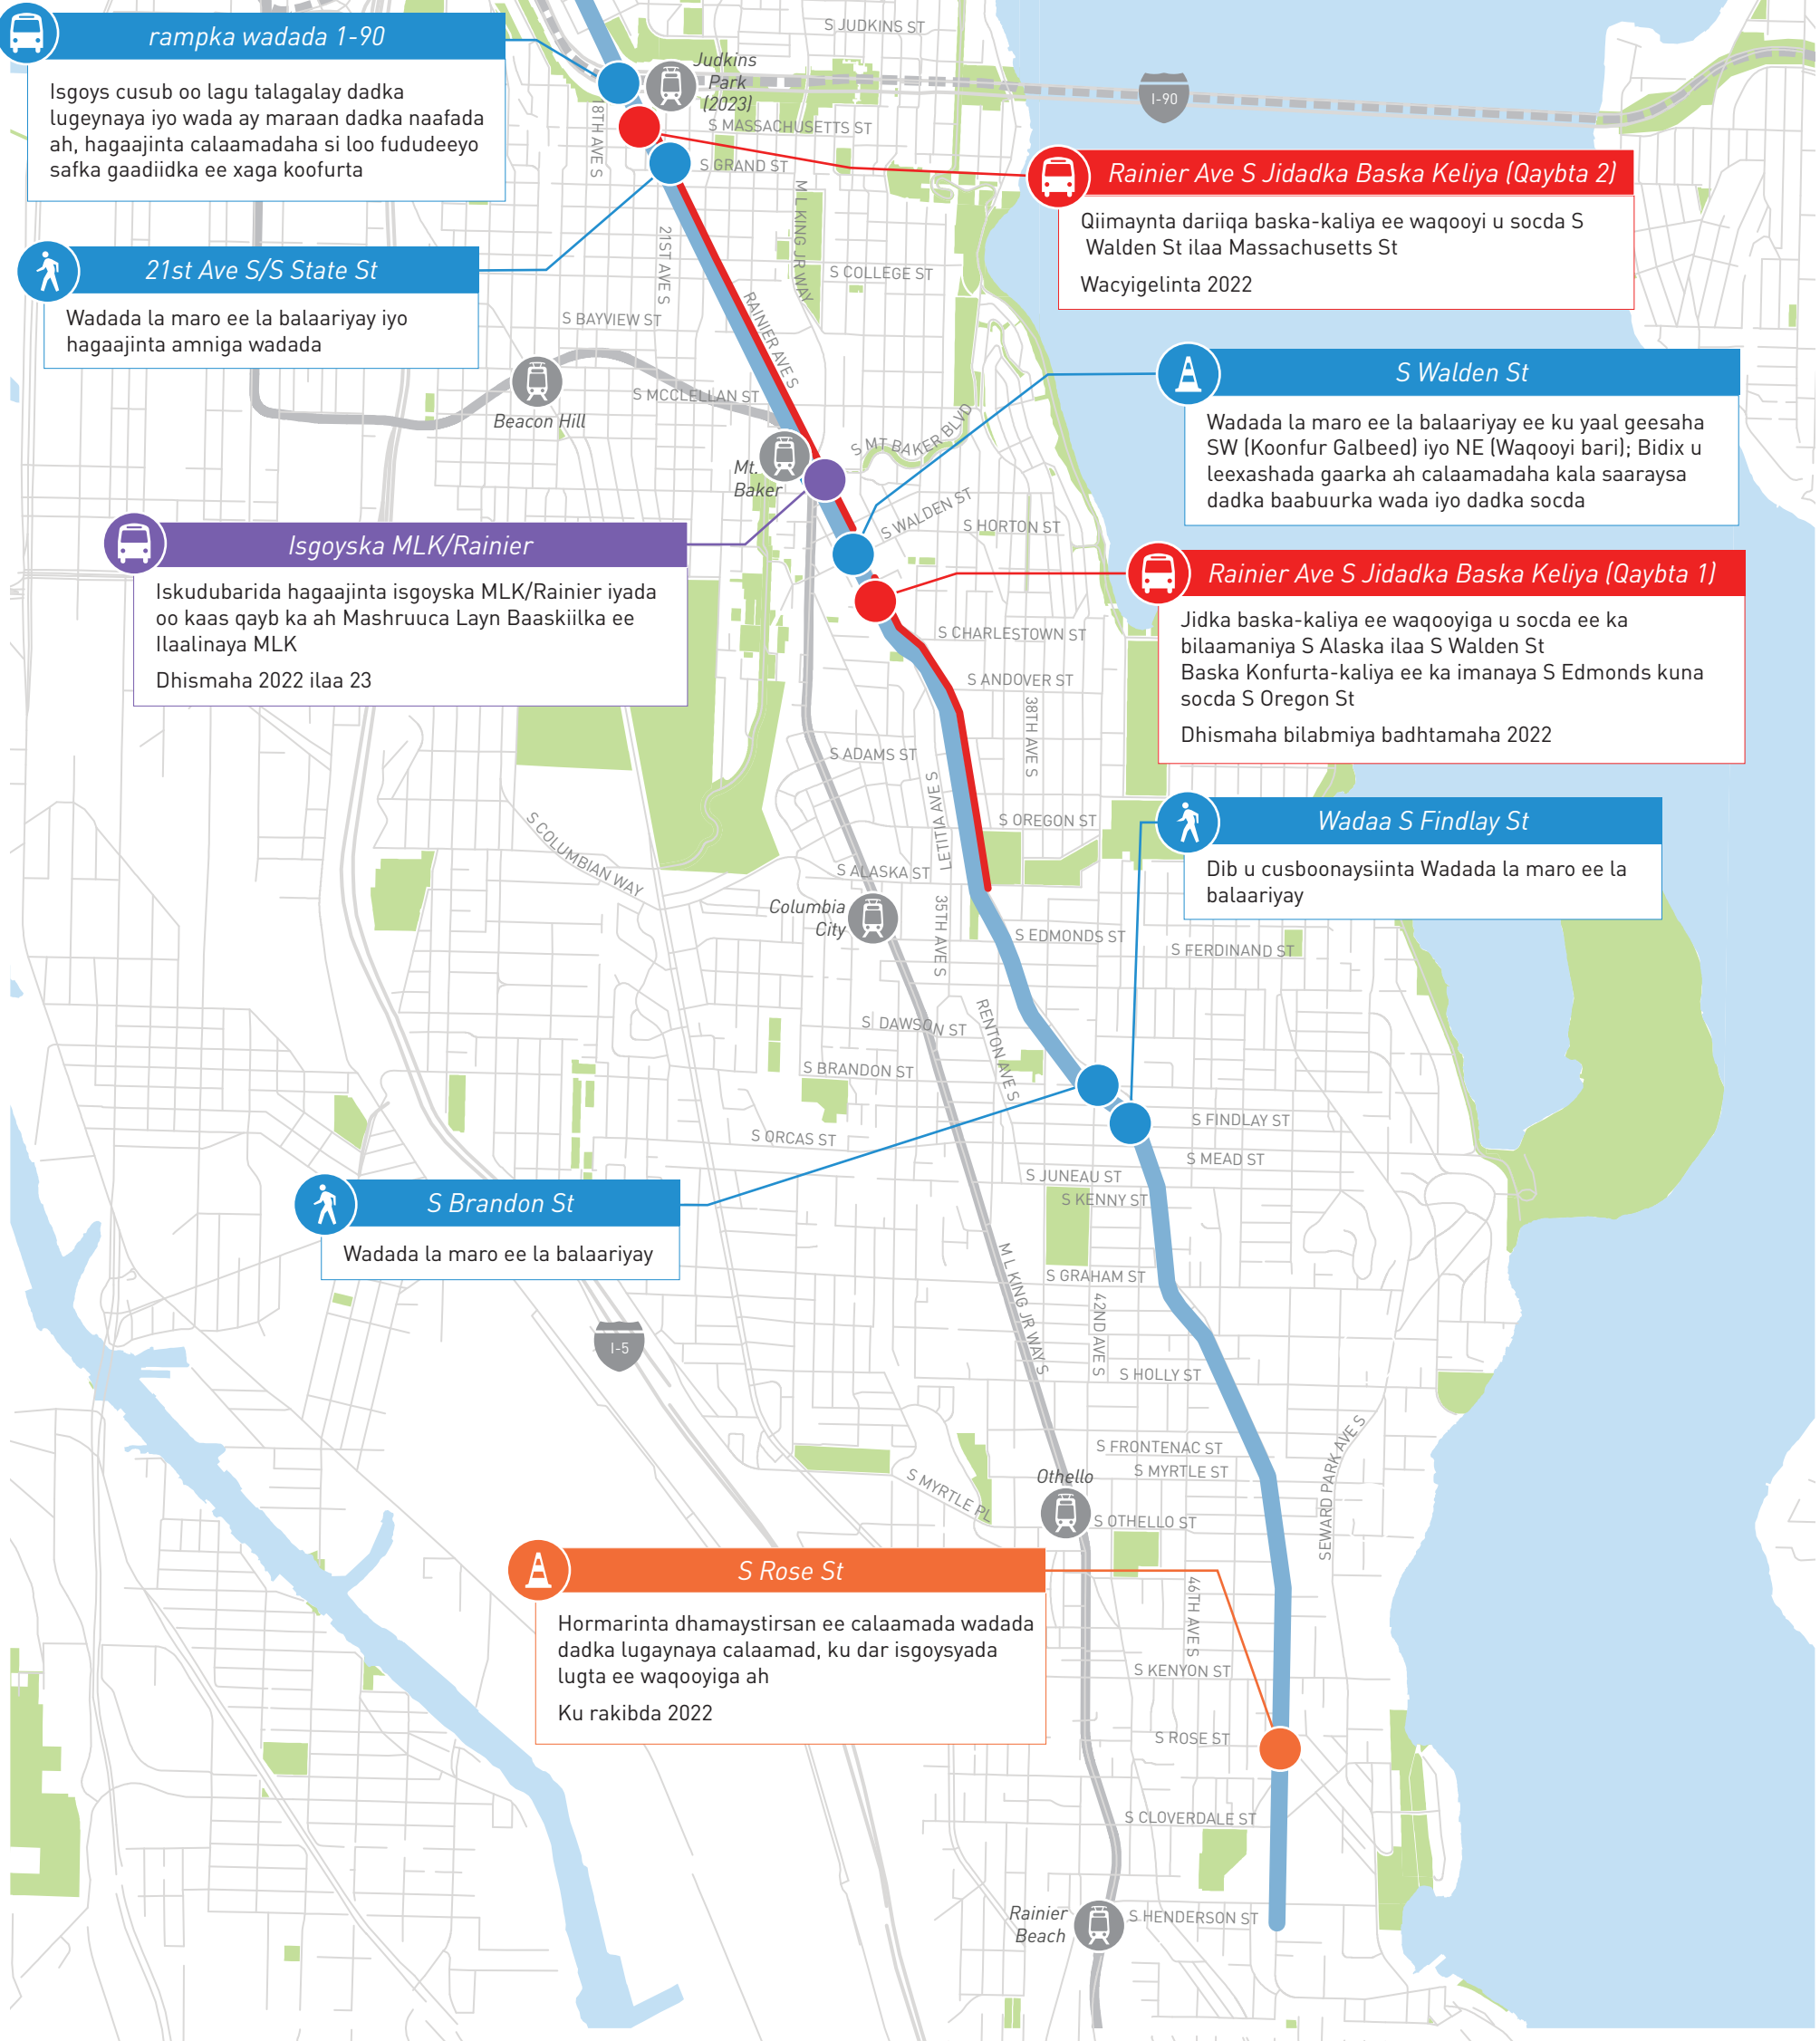 rampka wadada 1-90
Isgoys cusub oo lagu talagalay dadka
lugeynaya iyo wada ay maraan dadka naafada
ah, hagaajinta calaamadaha si loo fududeeyo
safka gaadiidka ee xaga koofurta
21st Ave S/S State St
Wadada la maro ee la balaariyay iyo
hagaajinta amniga wadada
Isgoyska MLK/Rainier
Iskudubarida hagaajinta isgoyska MLK/Rainier iyada
oo kaas qayb ka ah Mashruuca Layn Baaskiilka ee
Ilaalinaya MLK
Dhismaha 2022 ilaa 23
Rainier Ave S Jidadka Baska Keliya (Qaybta 2)
Qiimaynta dariiqa baska-kaliya ee waqooyi u socda S
Walden St ilaa Massachusetts St
Wacyigelinta 2022
S Walden St
Wadada la maro ee la balaariyay ee ku yaal geesaha
SW (Koonfur Galbeed) iyo NE (Waqooyi bari); Bidix u
leexashada gaarka ah calaamadaha kala saaraysa
dadka baabuurka wada iyo dadka socda
Rainier Ave S Jidadka Baska Keliya (Qaybta 1)
Jidka baska-kaliya ee waqooyiga u socda ee ka
bilaamaniya S Alaska ilaa S Walden St
Baska Konfurta-kaliya ee ka imanaya S Edmonds kuna
socda S Oregon St
Dhismaha bilabmiya badhtamaha 2022
Wadaa S Findlay St
Dib u cusboonaysiinta Wadada la maro ee la
balaariyay
S Brandon St
Wadada la maro ee la balaariyay
S Rose St
Hormarinta dhamaystirsan ee calaamada wadada
dadka lugaynaya calaamad, ku dar isgoysyada
lugta ee waqooyiga ah
Ku rakibda 2022
S JUDKINS ST
Judkins
Park
(2023)
I-90
18TH AVE S
S MASSACHUSETTS ST
S GRAND ST
M L KING JR WAY
21ST AVE S
S COLLEGE ST
RAINIER AVE S
S BAYVIEW ST
S MCCLELLAN ST
Beacon Hill
S MT BAKER BLVD
Mt.
Baker
S WALDEN ST
S HORTON ST
S CHARLESTOWN ST
S ANDOVER ST
38TH AVE S
S ADAMS ST
LETITIA AVE S
S OREGON ST
S COLUMBIAN WAY
S ALASKA ST
Columbia
City
35TH AVE S
S EDMONDS ST
S FERDINAND ST
S DAWSON ST
RENTON AVE S
S BRANDON ST
S FINDLAY ST
S ORCAS ST
S MEAD ST
S JUNEAU ST
S KENNY ST
M L KING JR WAY S
S GRAHAM ST
42ND AVE S
I-5
S HOLLY ST
SEWARD PARK AVE S
S FRONTENAC ST
S MYRTLE ST
Othello
S MYRTLE PL
S OTHELLO ST
46TH AVE S
S KENYON ST
S ROSE ST
S CLOVERDALE ST
Rainier
Beach
S HENDERSON ST